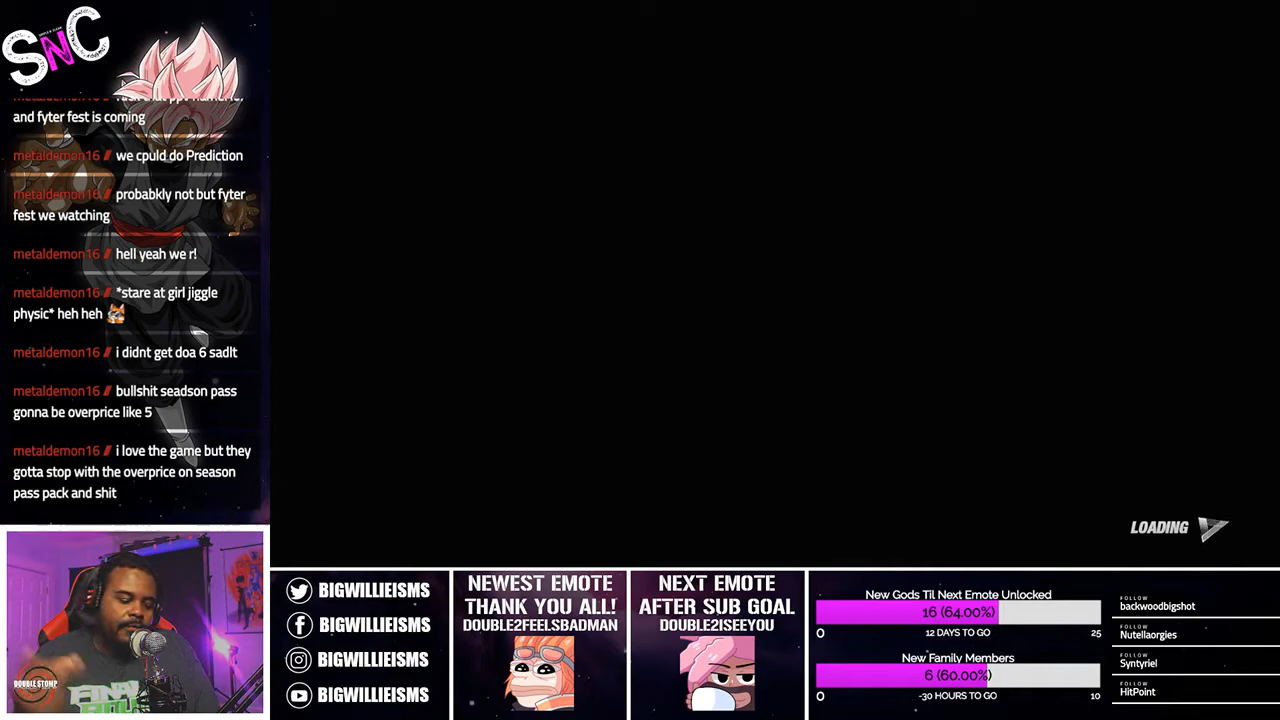 SNC
and fyter fest is coming
metaldemon16 // we cpuld do Prediction
metaldemon16 // probabkly not but fyter
fest we watching
metaldemon16 // hell yeah we r!
metaldemon16 // *stare at girl jiggle
physic* heh heh
metaldemon16 // i didnt get doa 6 sadlt
metaldemon16 // bullshit seadson pass
gonna be overprice like 5
metaldemon16 // i love the game but they
gotta stop with the overprice on season
pass pack and shit
LOADING
DOUBLE STOMP
BIGWILLIEISMS
BIGWILLIEISMS
BIGWILLIEISMS
BIGWILLIEISMS
NEWEST EMOTE
THANK YOU ALL!
DOUBLE2FEELSBADMAN
NEXT EMOTE
AFTER SUB GOAL
DOUBLE2ISEEYOU
New Gods Til Next Emote Unlocked
16 (64.00%)
0 12 DAYS TO GO 25
New Family Members
6 (60.00%)
0 -30 HOURS TO GO 10
FOLLOW
backwoodbigshot
FOLLOW
Nutellaorgies
FOLLOW
Syntyriel
FOLLOW
HitPoint